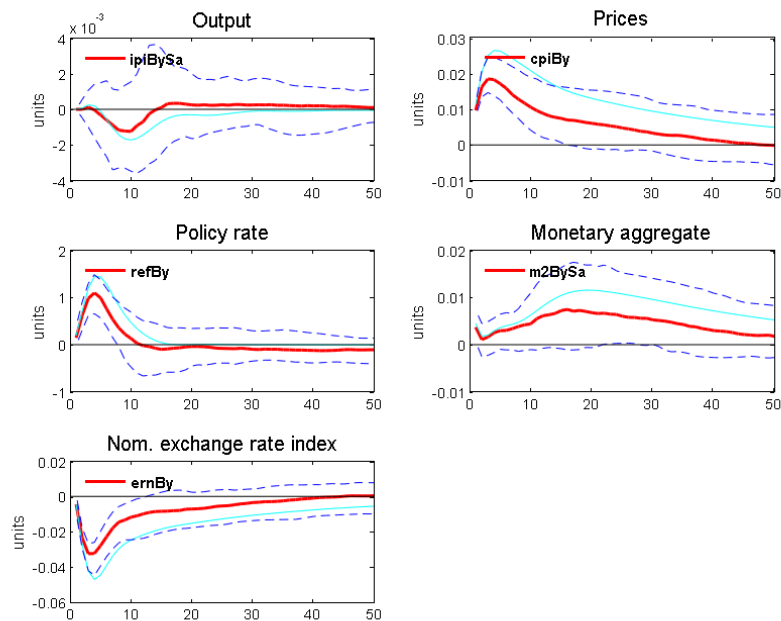 Output
x 10⁻³
4
2
0
-2
-4
units
ipiBySa
0 10 20 30 40 50
Prices
0.03
0.02
0.01
0
-0.01
units
cpiBy
0 10 20 30 40 50
Policy rate
2
1
0
-1
units
refBy
0 10 20 30 40 50
Monetary aggregate
0.02
0.01
0
-0.01
units
m2BySa
0 10 20 30 40 50
Nom. exchange rate index
0.02
0
-0.02
-0.04
-0.06
units
ernBy
0 10 20 30 40 50